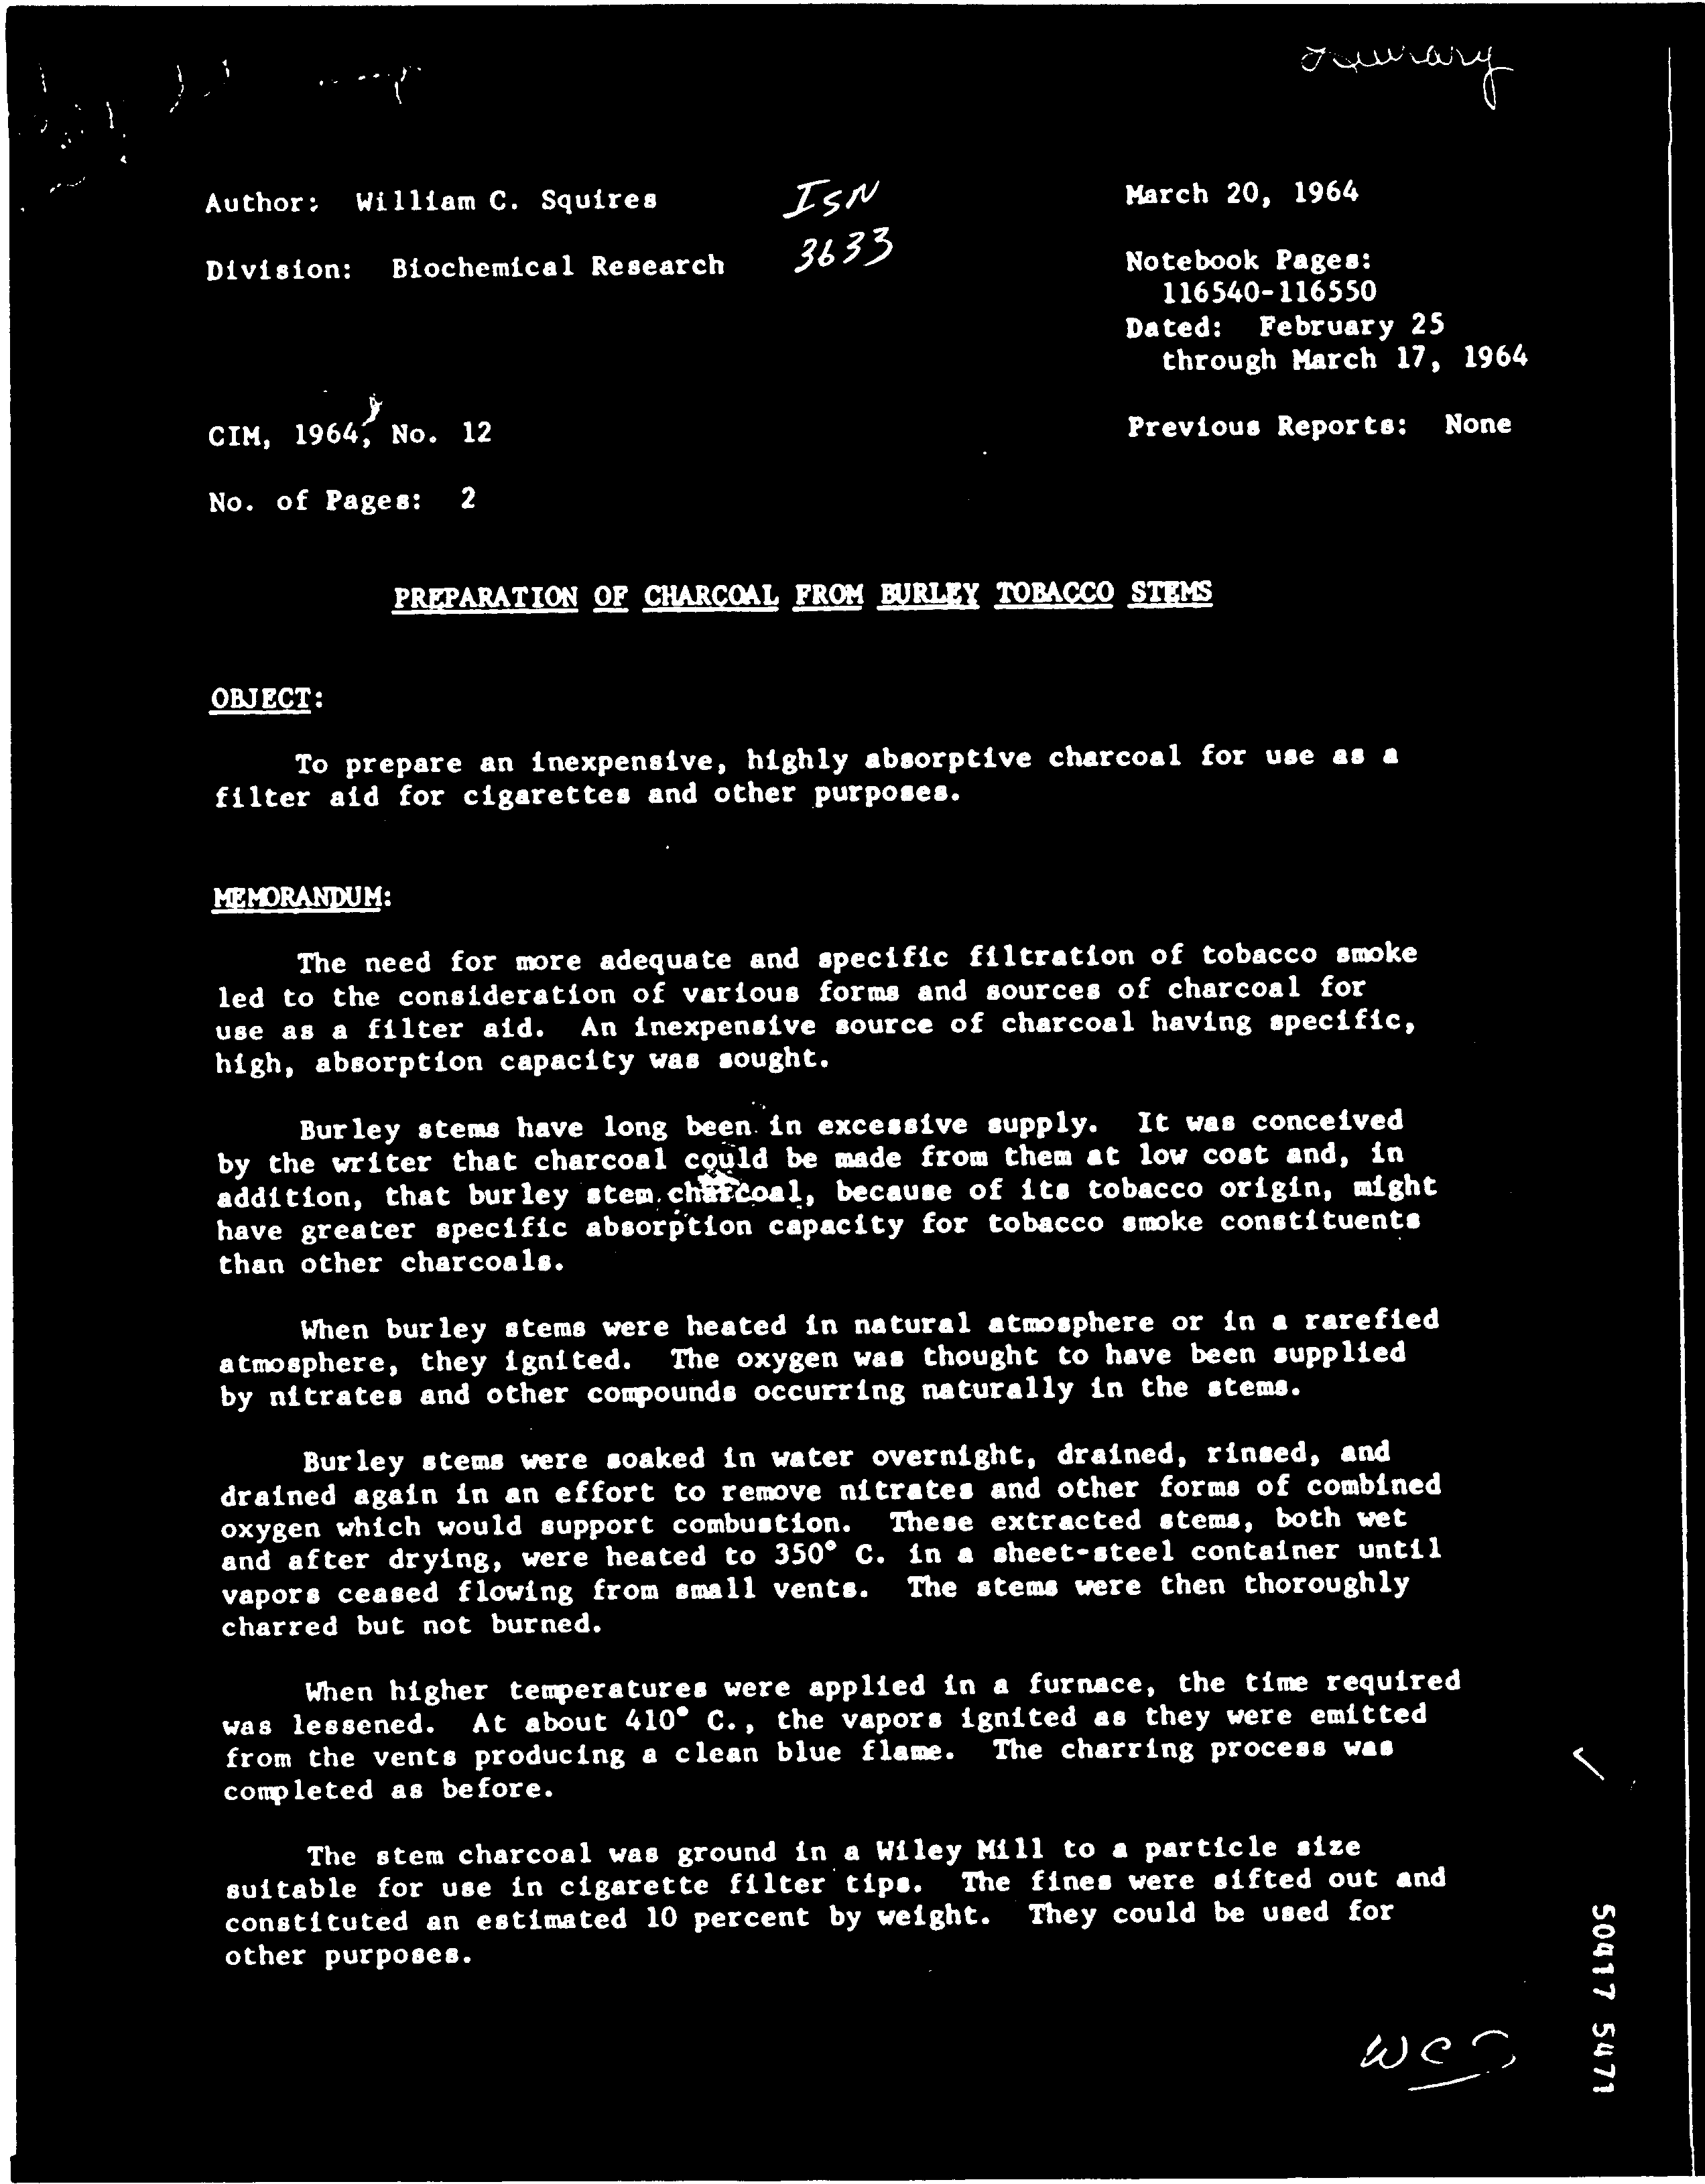 Library
Author: William C. Squires
ISN
3633
March 20, 1964
Division: Biochemical Research
Notebook Pages:
116540-116550
Dated: February 25
through March 17, 1964
CIM, 1964, No. 12
Previous Reports: None
No. of Pages: 2
PREPARATION OF CHARCOAL FROM BURLEY TOBACCO STEMS
OBJECT:
To prepare an inexpensive, highly absorptive charcoal for use as a
filter aid for cigarettes and other purposes.
MEMORANDUM:
The need for more adequate and specific filtration of tobacco smoke
led to the consideration of various forms and sources of charcoal for
use as a filter aid. An inexpensive source of charcoal having specific,
high, absorption capacity was sought.
Burley stems have long been in excessive supply. It was conceived
by the writer that charcoal could be made from them at low cost and, in
addition, that burley stem charcoal, because of its tobacco origin, might
have greater specific absorption capacity for tobacco smoke constituents
than other charcoals.
When burley stems were heated in natural atmosphere or in a rarefied
atmosphere, they ignited. The oxygen was thought to have been supplied
by nitrates and other compounds occurring naturally in the stems.
Burley stems were soaked in water overnight, drained, rinsed, and
drained again in an effort to remove nitrates and other forms of combined
oxygen which would support combustion. These extracted stems, both wet
and after drying, were heated to 350° C. in a sheet-steel container until
vapors ceased flowing from small vents. The stems were then thoroughly
charred but not burned.
When higher temperatures were applied in a furnace, the time required
was lessened. At about 410° C., the vapors ignited as they were emitted
from the vents producing a clean blue flame. The charring process was
completed as before.
The stem charcoal was ground in a Wiley Mill to a particle size
suitable for use in cigarette filter tips. The fines were sifted out and
constituted an estimated 10 percent by weight. They could be used for
other purposes.
WCS
50417 5471